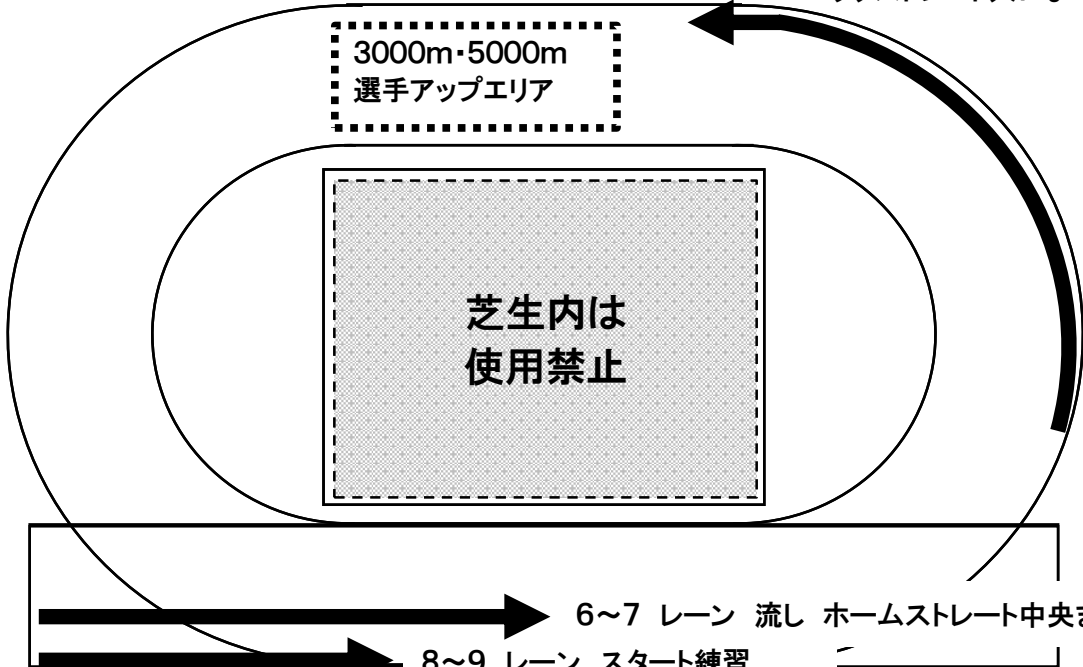 3000m・5000m
選手アップエリア
芝生内は
使用禁止
6～7 レーン 流し ホームストレート中央
8～9 レーン スタート練習